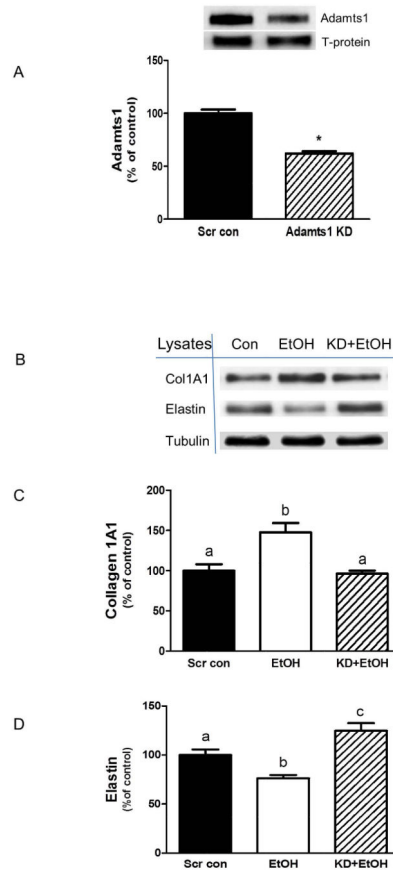 Adamts1
T-protein
A
Adamts1
(% of control)
150
100
50
0
*
Scr con Adamts1 KD
B
Lysates Con EtOH KD+EtOH
Col1A1
Elastin
Tubulin
C
Collagen 1A1
(% of control)
200
150
100
50
0
a b a
Scr con EtOH KD+EtOH
D
Elastin
(%of control)
150
100
50
0
a b c
Scr con EtOH KD+EtOH